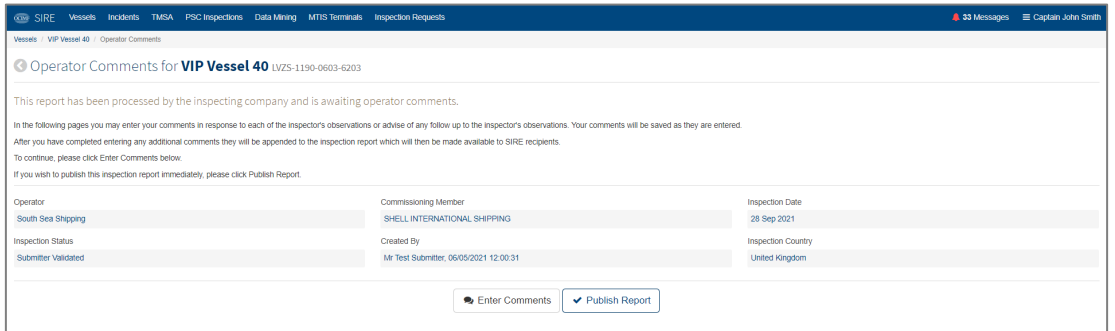 OCIMF SIRE Vessels Incidents TMSA PSC Inspections Data Mining MTIS Terminals Inspection Requests 33 Messages Captain John Smith
Vessels / VIP Vessel 40 / Operator Comments
Operator Comments for VIP Vessel 40 LVZS-1190-0603-6203
This report has been processed by the inspecting company and is awaiting operator comments.
In the following pages you may enter your comments in response to each of the inspector's observations or advise of any follow up to the inspector's observations. Your comments will be saved as they are entered.
After you have completed entering any additional comments they will be appended to the inspection report which will then be made available to SIRE recipients.
To continue, please click Enter Comments below.
If you wish to publish this inspection report immediately, please click Publish Report.
Operator Commissioning Member Inspection Date
South Sea Shipping SHELL INTERNATIONAL SHIPPING 28 Sep 2021
Inspection Status Created By Inspection Country
Submitter Validated Mr Test Submitter, 06/05/2021 12:00:31 United Kingdom
Enter Comments Publish Report